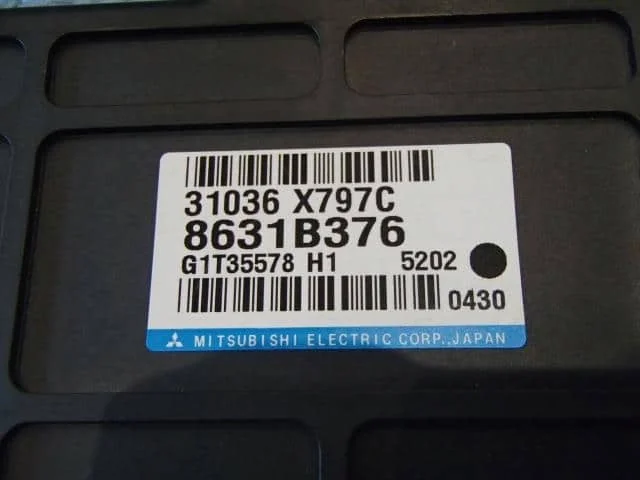 31036 X797C
8631B376
G1T35578 H1 5202
0430
MITSUBISHI ELECTRIC CORP., JAPAN